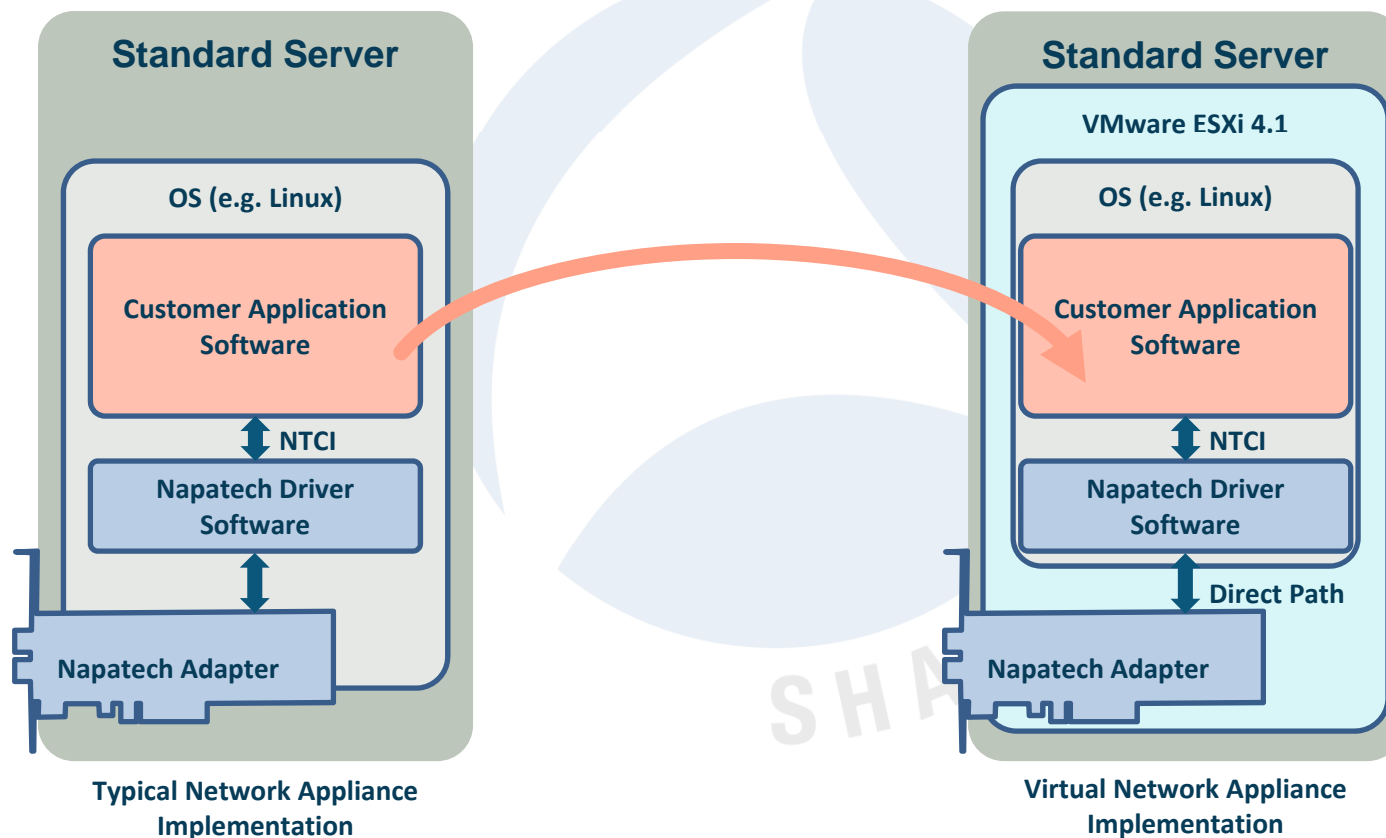 Standard Server
OS (e.g. Linux)
Customer Application
Software
NTCI
Napatech Driver
Software
Napatech Adapter
Typical Network Appliance
Implementation
Standard Server
VMware ESXi 4.1
OS (e.g. Linux)
Customer Application
Software
NTCI
Napatech Driver
Software
Direct Path
Napatech Adapter
Virtual Network Appliance
Implementation
SHA